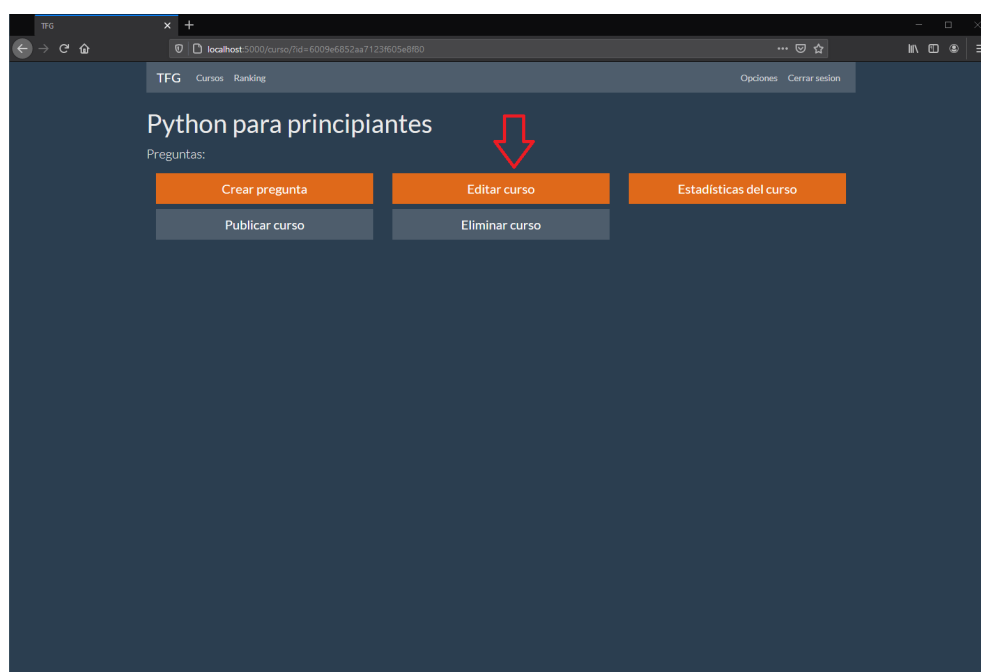 TFG
localhost:5000/curso/?id=6009e6852aa7123f605e8f80
TFG Cursos Ranking Opciones Cerrar sesion
Python para principiantes
Preguntas:
Crear pregunta Editar curso Estadísticas del curso
Publicar curso Eliminar curso